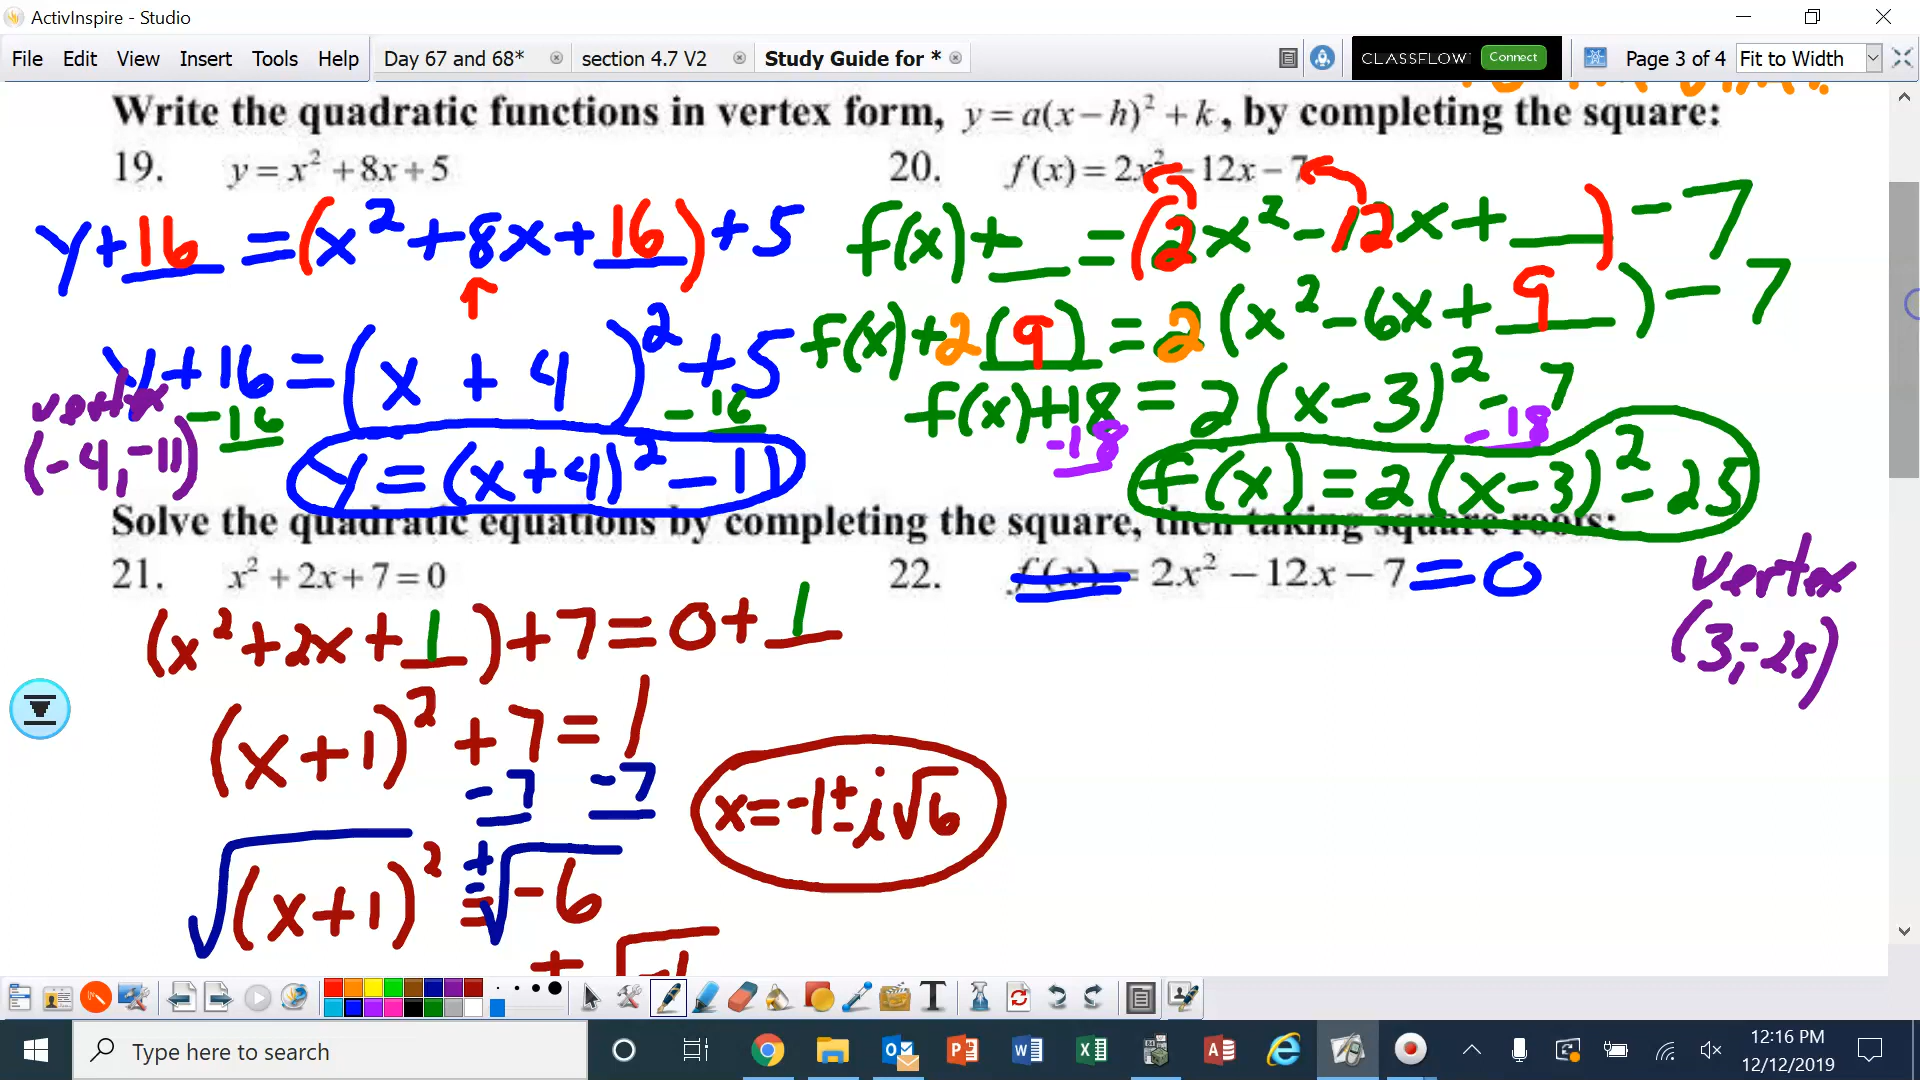 ActivInspire - Studio
File Edit View Insert Tools Help Day 67 and 68* section 4.7 V2 Study Guide for * CLASSFLOW Connect Page 3 of 4 Fit to Width
Write the quadratic functions in vertex form, y = a(x − h)² + k, by completing the square:
19. y = x² + 8x + 5
y + 16 = (x² + 8x + 16) + 5
y + 16 = (x + 4)² + 5
- 16 - 16
y = (x + 4)² - 11
vertex
(-4, -11)
20. f(x) = 2x² − 12x − 7
f(x) + __ = (2x² - 12x + __) - 7
f(x) + 2(9) = 2(x² - 6x + 9) - 7
f(x) + 18 = 2(x - 3)² - 7
- 18 - 18
f(x) = 2(x - 3)² - 25
vertex
(3, -25)
Solve the quadratic equations by completing the square, then taking square roots:
21. x² + 2x + 7 = 0
(x² + 2x + 1) + 7 = 0 + 1
(x + 1)² + 7 = 1
- 7 - 7
√(x + 1)² = ±√-6
± √-1
x = -1 ± i√6
22. f(x) = 2x² − 12x − 7 = 0
Type here to search
12:16 PM
12/12/2019